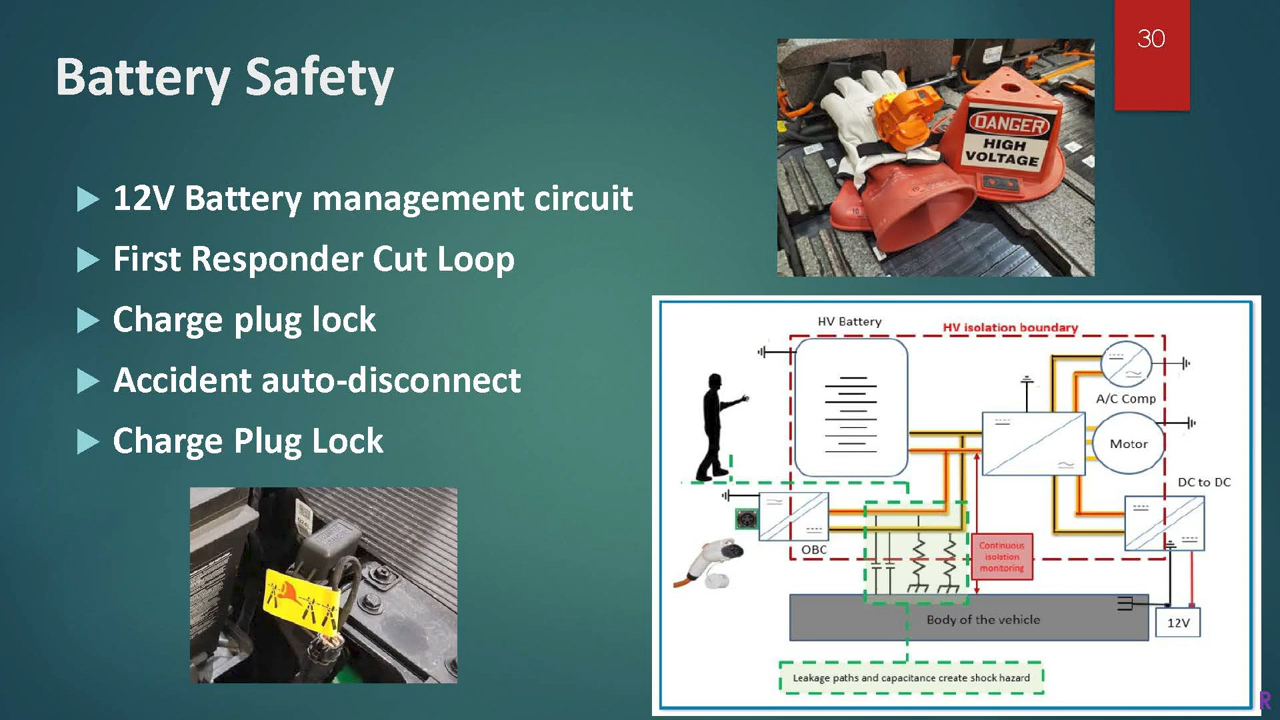 Battery Safety
30
12V Battery management circuit
First Responder Cut Loop
Charge plug lock
Accident auto-disconnect
Charge Plug Lock
DANGER
HIGH
VOLTAGE
HV Battery
HV isolation boundary
A/C Comp
Motor
DC to DC
OBC
Continuous
isolation
monitoring
Body of the vehicle
12V
Leakage paths and capacitance create shock hazard
R